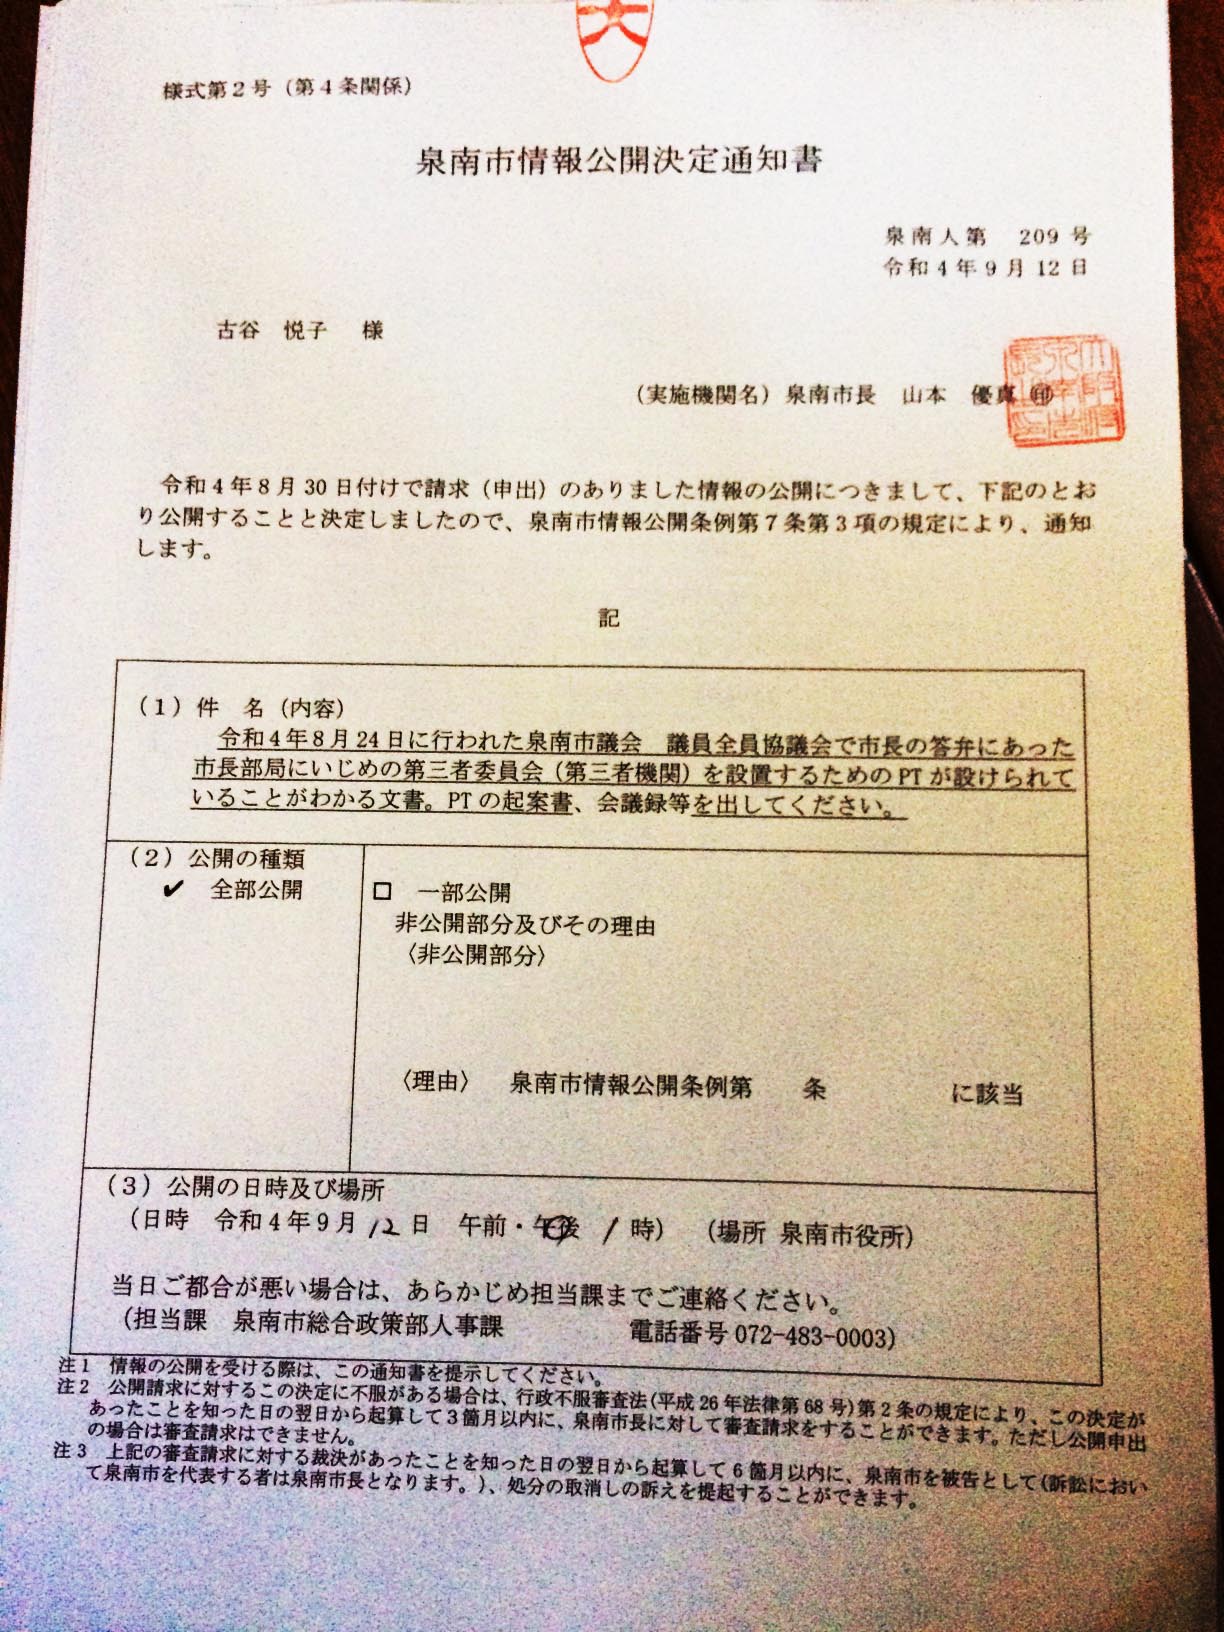 様式第2号（第4条関係）
泉南市情報公開決定通知書
泉南人第　209 号
令和4年9月12日
古谷　悦子　様
（実施機関名）泉南市長　山本　優真 ㊞
令和4年8月30日付けで請求（申出）のありました情報の公開につきまして、下記のとお
り公開することと決定しましたので、泉南市情報公開条例第7条第3項の規定により、通知
します。
記
（1）件　名（内容）
令和4年8月24日に行われた泉南市議会　議員全員協議会で市長の答弁にあった
市長部局にいじめの第三者委員会（第三者機関）を設置するためのPTが設けられて
いることがわかる文書。PTの起案書、会議録等を出してください。
（2）公開の種類
✔　全部公開
□　一部公開
非公開部分及びその理由
〈非公開部分〉
〈理由〉　泉南市情報公開条例第　　条　　　　　に該当
（3）公開の日時及び場所
（日時　令和4年9月12日　午前・午後　1時）　（場所 泉南市役所）
当日ご都合が悪い場合は、あらかじめ担当課までご連絡ください。
（担当課　泉南市総合政策部人事課　　　　　電話番号 072-483-0003）
注1　情報の公開を受ける際は、この通知書を提示してください。
注2　公開請求に対するこの決定に不服がある場合は、行政不服審査法（平成26年法律第68号）第2条の規定により、この決定が
あったことを知った日の翌日から起算して3箇月以内に、泉南市長に対して審査請求をすることができます。ただし公開申出
の場合は審査請求はできません。
注3　上記の審査請求に対する裁決があったことを知った日の翌日から起算して6箇月以内に、泉南市を被告として（訴訟におい
て泉南市を代表する者は泉南市長となります。）、処分の取消しの訴えを提起することができます。